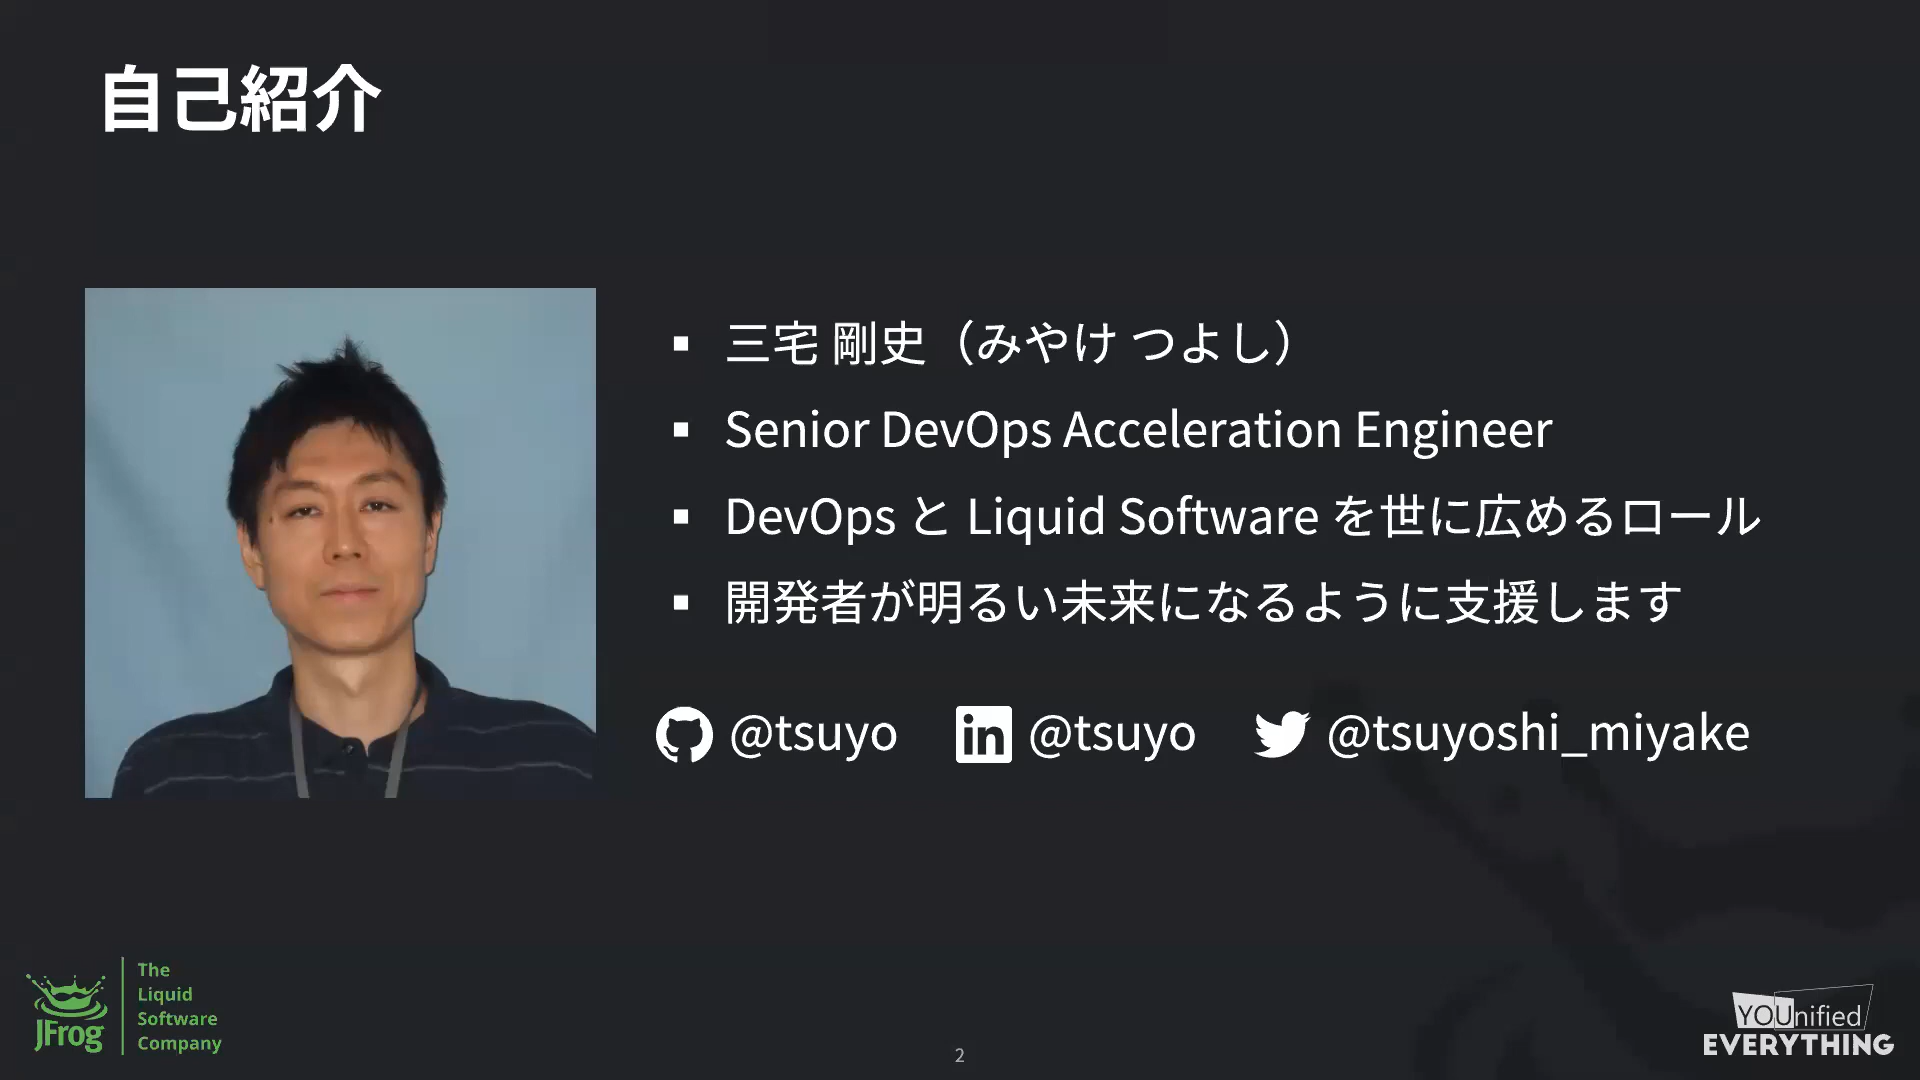 自己紹介
三宅 剛史（みやけ つよし）
Senior DevOps Acceleration Engineer
DevOps と Liquid Software を世に広めるロール
開発者が明るい未来になるように支援します
@tsuyo @tsuyo @tsuyoshi_miyake
The
Liquid
Software
Company
JFrog
2
YOUnified
EVERYTHING